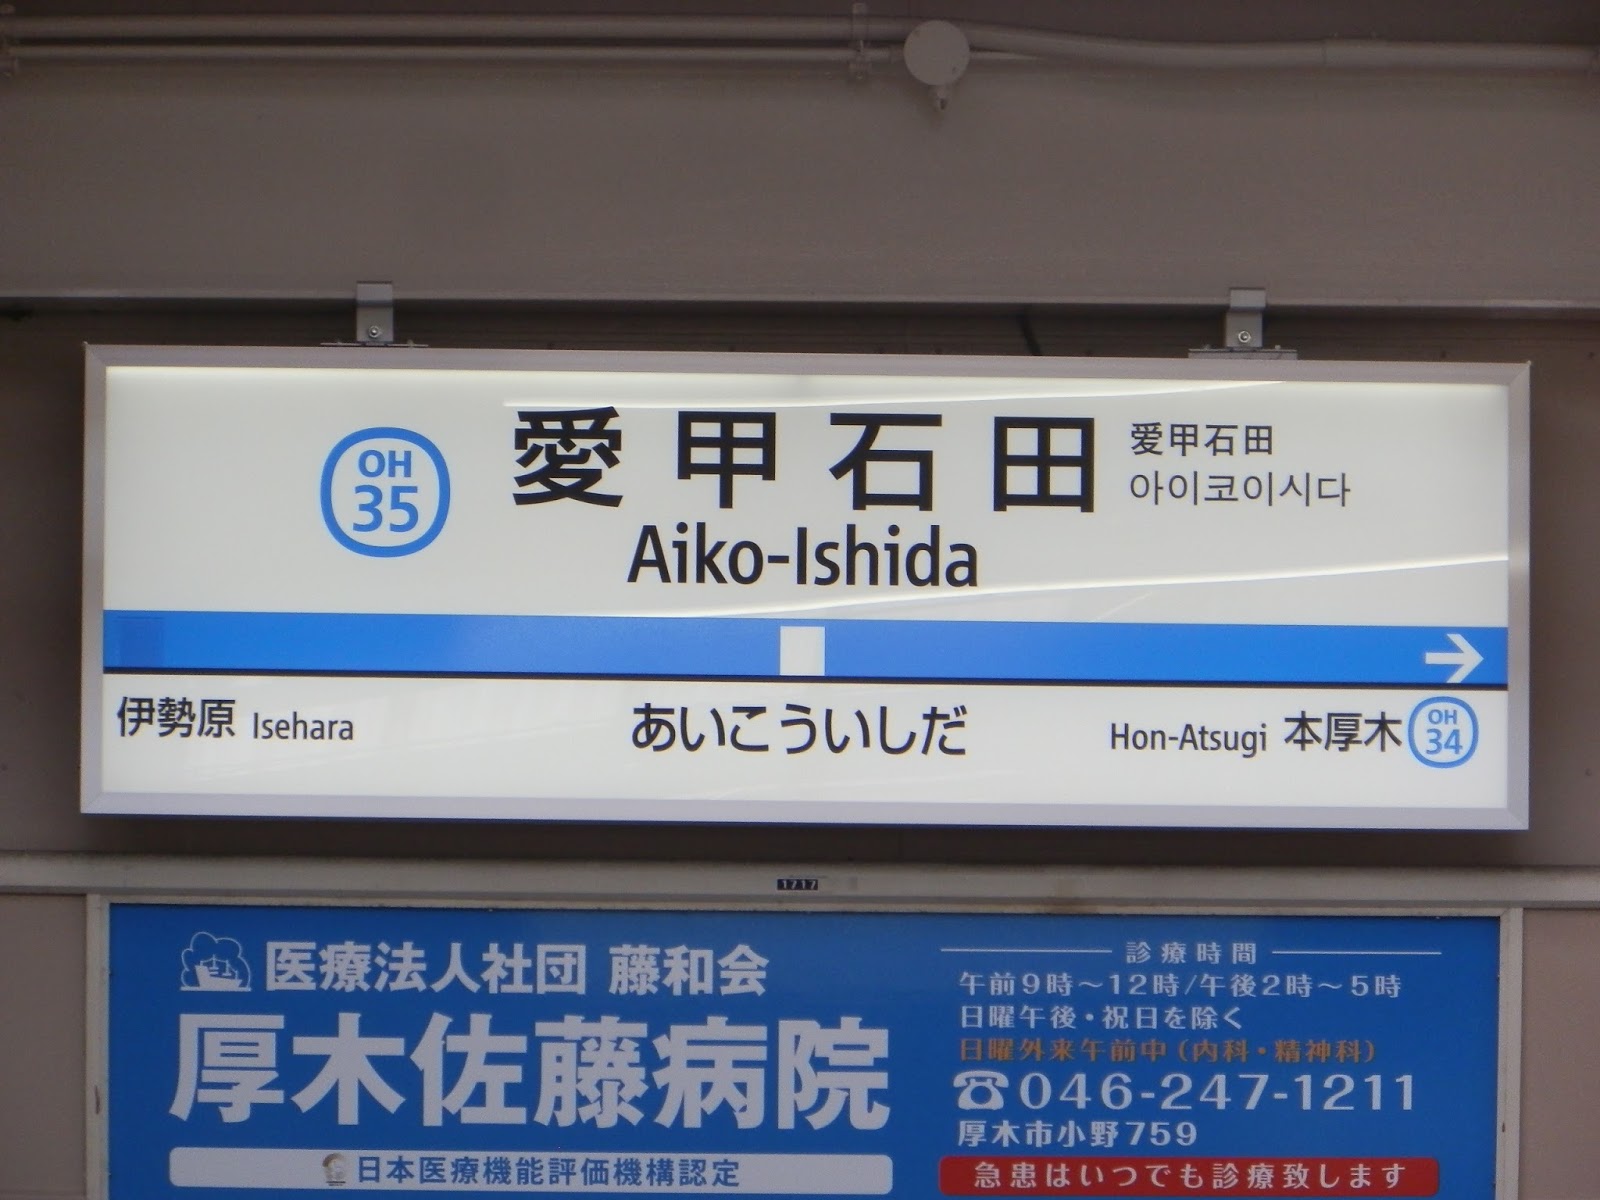 OH
35
愛甲石田
爱甲石田
아이코이시다
Aiko-Ishida
伊勢原 Isehara
あいこういしだ
Hon-Atsugi 本厚木
OH
34
1217
医療法人社団 藤和会
厚木佐藤病院
日本医療機能評価機構認定
診療時間
午前9時～12時/午後2時～5時
日曜午後・祝日を除く
日曜外来午前中(内科・精神科)
☎046-247-1211
厚木市小野759
急患はいつでも診療致します